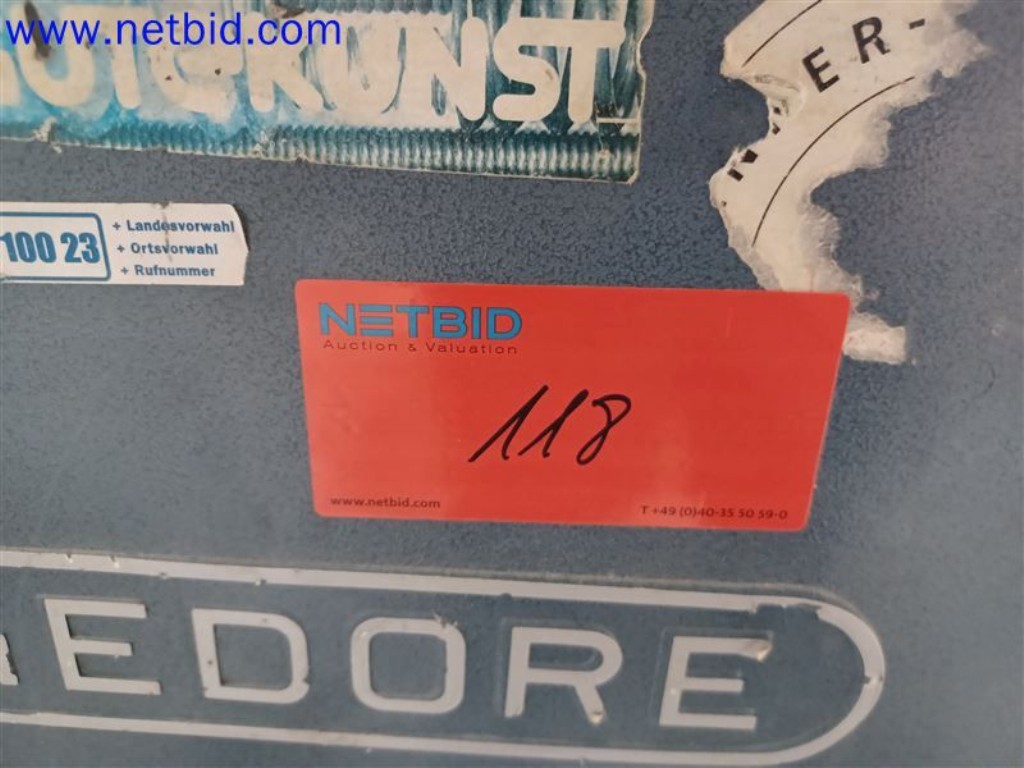 www.netbid.com
ER-
100 23
+ Landesvorwahl
+ Ortsvorwahl
+ Rufnummer
NETBID
Auction & Valuation
118
www.netbid.com
T +49 (0)40-35 50 59-0
EDORE